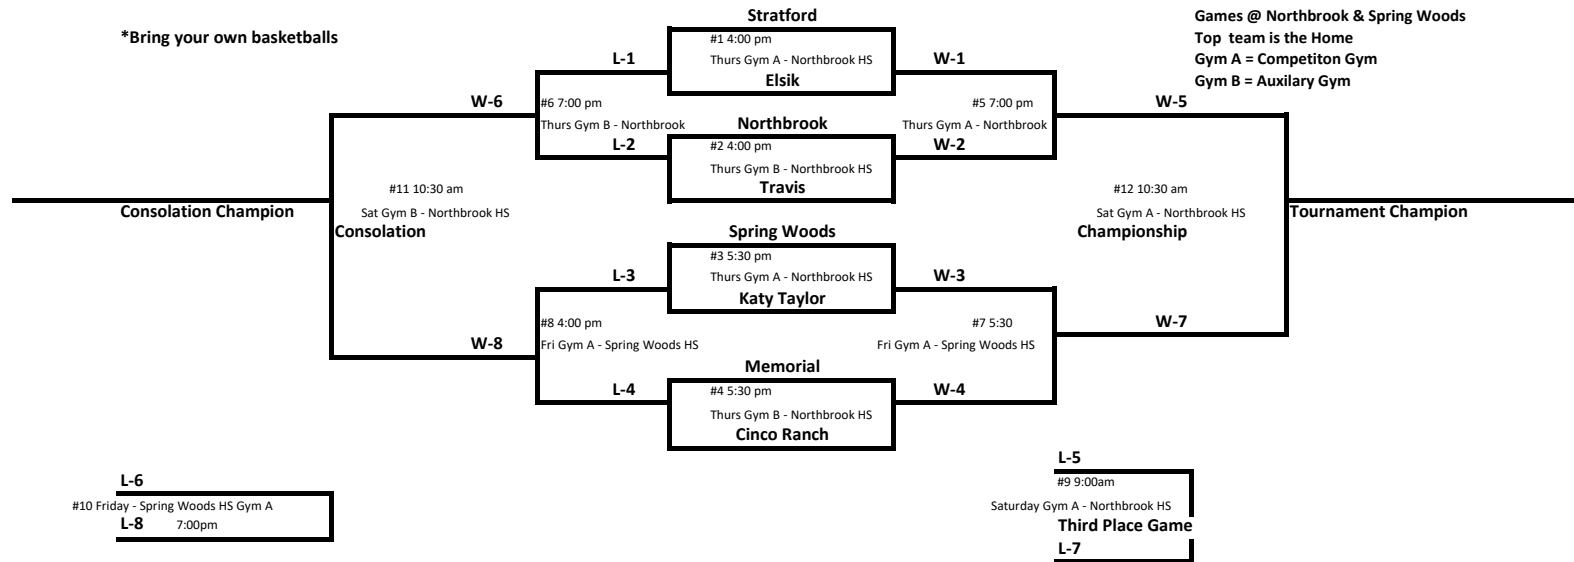 Stratford
Games @ Northbrook & Spring Woods
*Bring your own basketballs
#1 4:00 pm
Top  team is the Home
L-1
Thurs Gym A - Northbrook HS
W-1
Gym A = Competiton Gym
Elsik
Gym B = Auxilary Gym
W-6
#6 7:00 pm
#5 7:00 pm
W-5
Thurs Gym B - Northbrook
Northbrook
Thurs Gym A - Northbrook
L-2
#2 4:00 pm
W-2
Thurs Gym B - Northbrook HS
Travis
#11 10:30 am
#12 10:30 am
Consolation Champion
Sat Gym B - Northbrook HS
Sat Gym A - Northbrook HS
Tournament Champion
Consolation
Spring Woods
Championship
#3 5:30 pm
L-3
Thurs Gym A - Northbrook HS
W-3
Katy Taylor
#8 4:00 pm
#7 5:30
W-7
W-8
Fri Gym A - Spring Woods HS
Fri Gym A - Spring Woods HS
Memorial
L-4
#4 5:30 pm
W-4
Thurs Gym B - Northbrook HS
Cinco Ranch
L-5
L-6
#9 9:00am
#10 Friday - Spring Woods HS Gym A
Saturday Gym A - Northbrook HS
L-8 7:00pm
Third Place Game
L-7